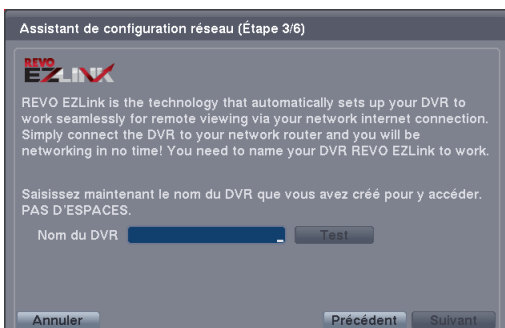 Assistant de configuration réseau (Étape 3/6)
REVO
EZLINK
REVO EZLink is the technology that automatically sets up your DVR to
work seamlessly for remote viewing via your network internet connection.
Simply connect the DVR to your network router and you will be
networking in no time! You need to name your DVR REVO EZLink to work.
Saisissez maintenant le nom du DVR que vous avez créé pour y accéder.
PAS D'ESPACES.
Nom du DVR _ Test
Annuler Précédent Suivant